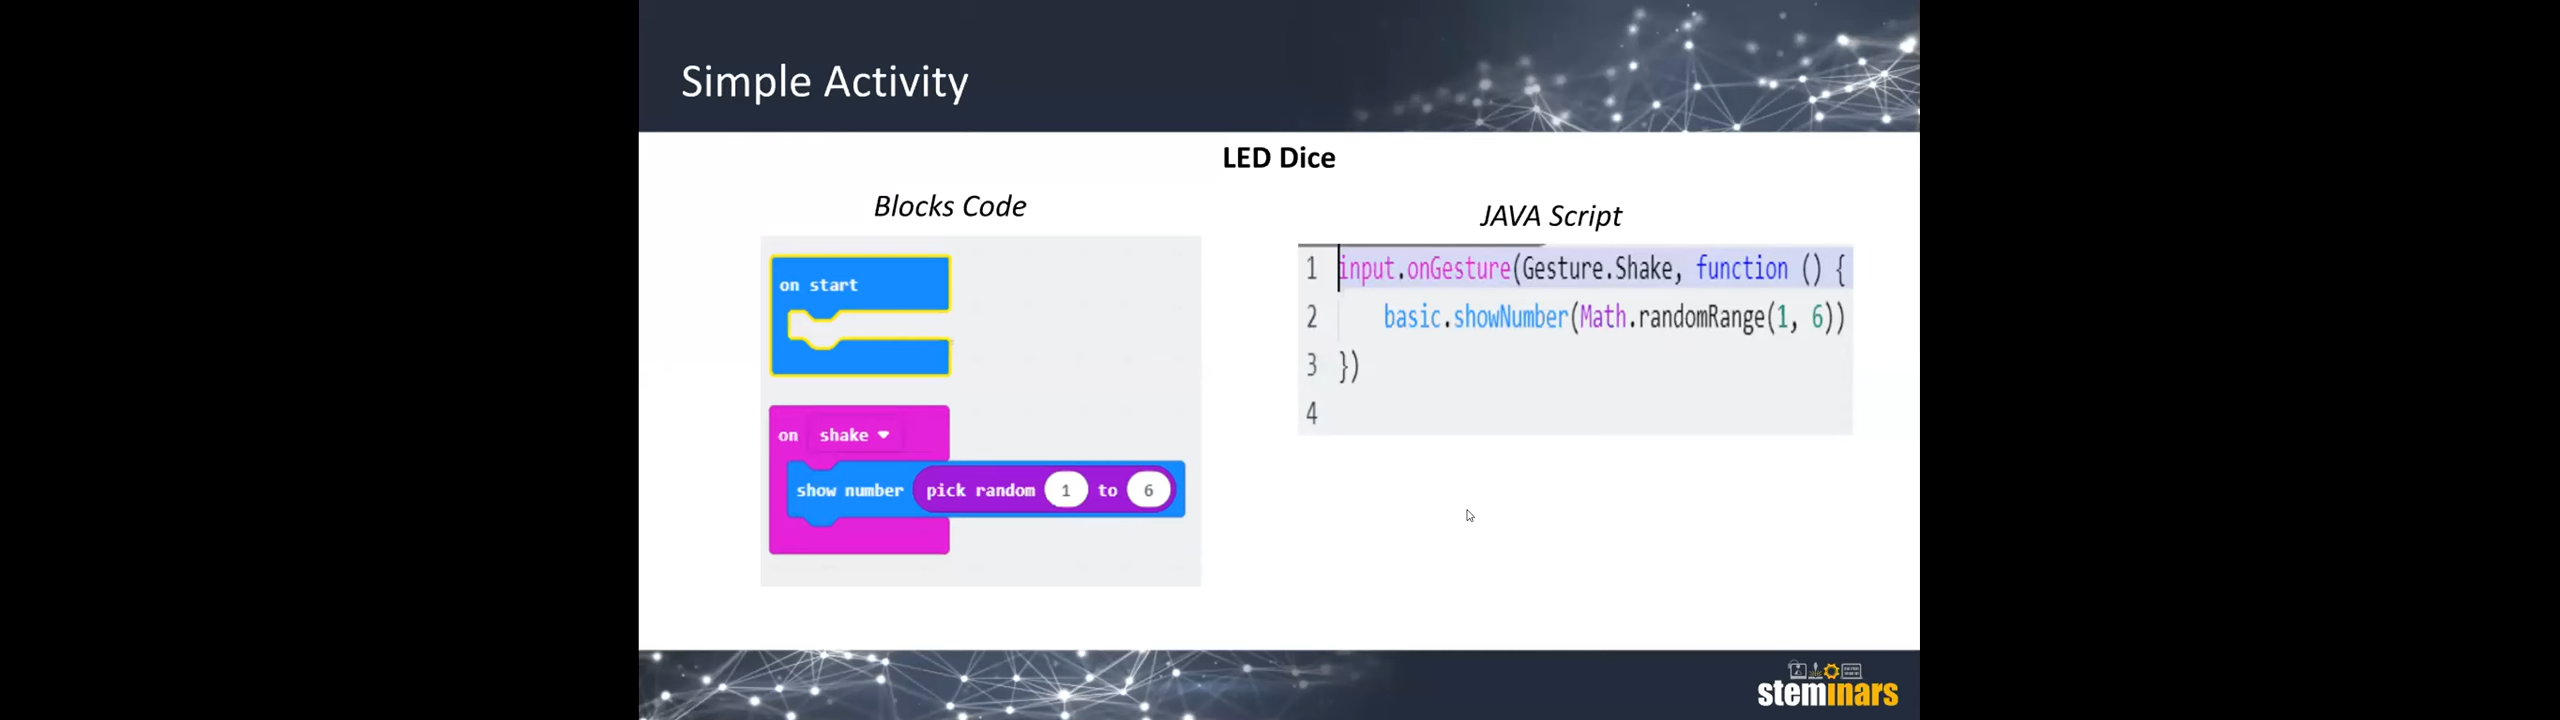 Simple Activity
LED Dice
Blocks Code
on start
on shake
show number pick random 1 to 6
JAVA Script
1 input.onGesture(Gesture.Shake, function () {
2 basic.showNumber(Math.randomRange(1, 6))
3 })
4
steminars